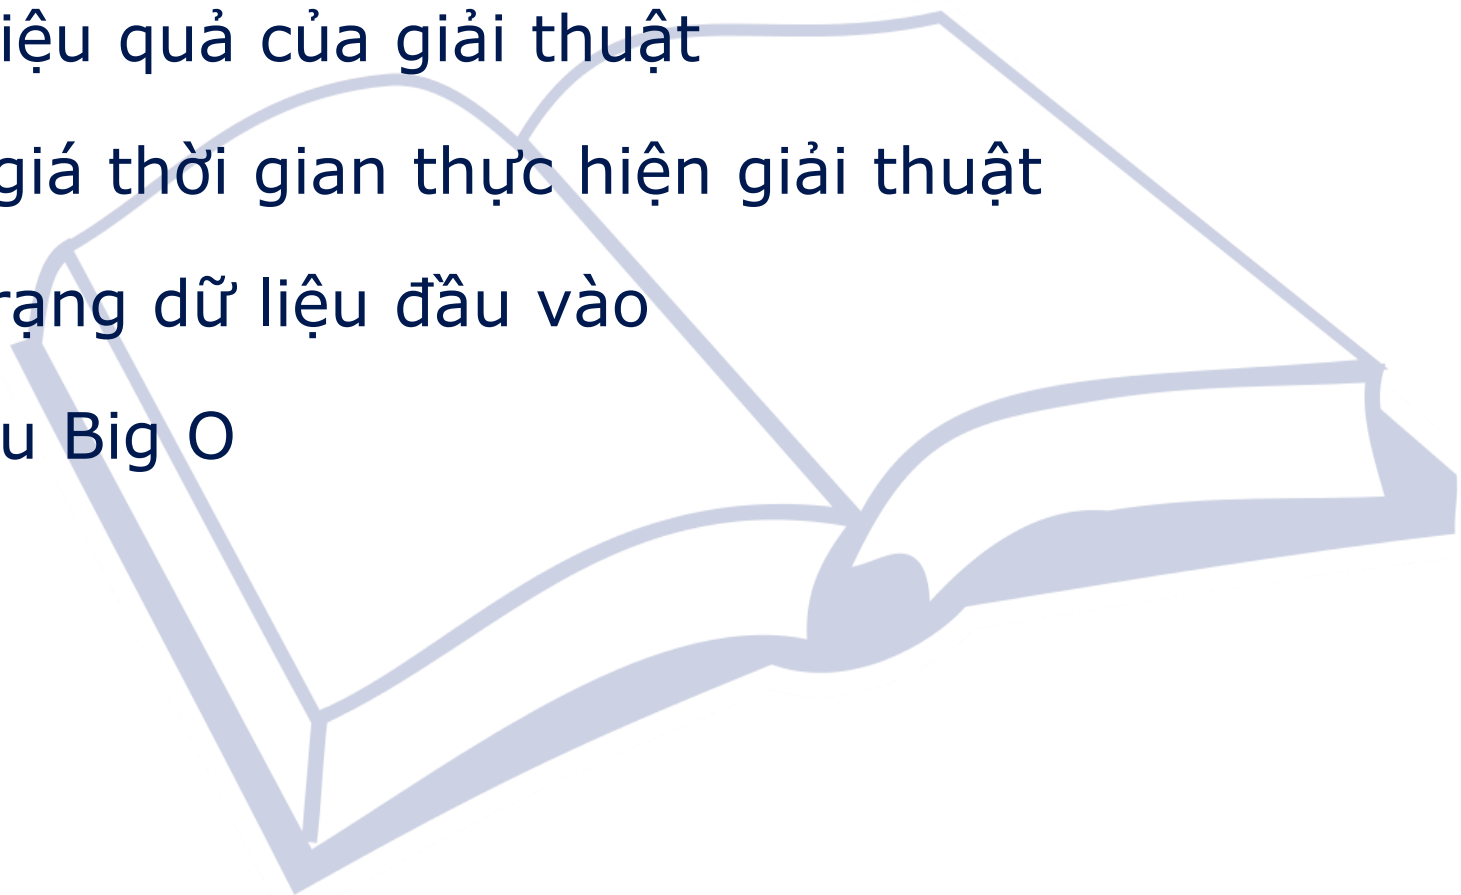 iệu quả của giải thuật
giá thời gian thực hiện giải thuật
rạng dữ liệu đầu vào
u Big O